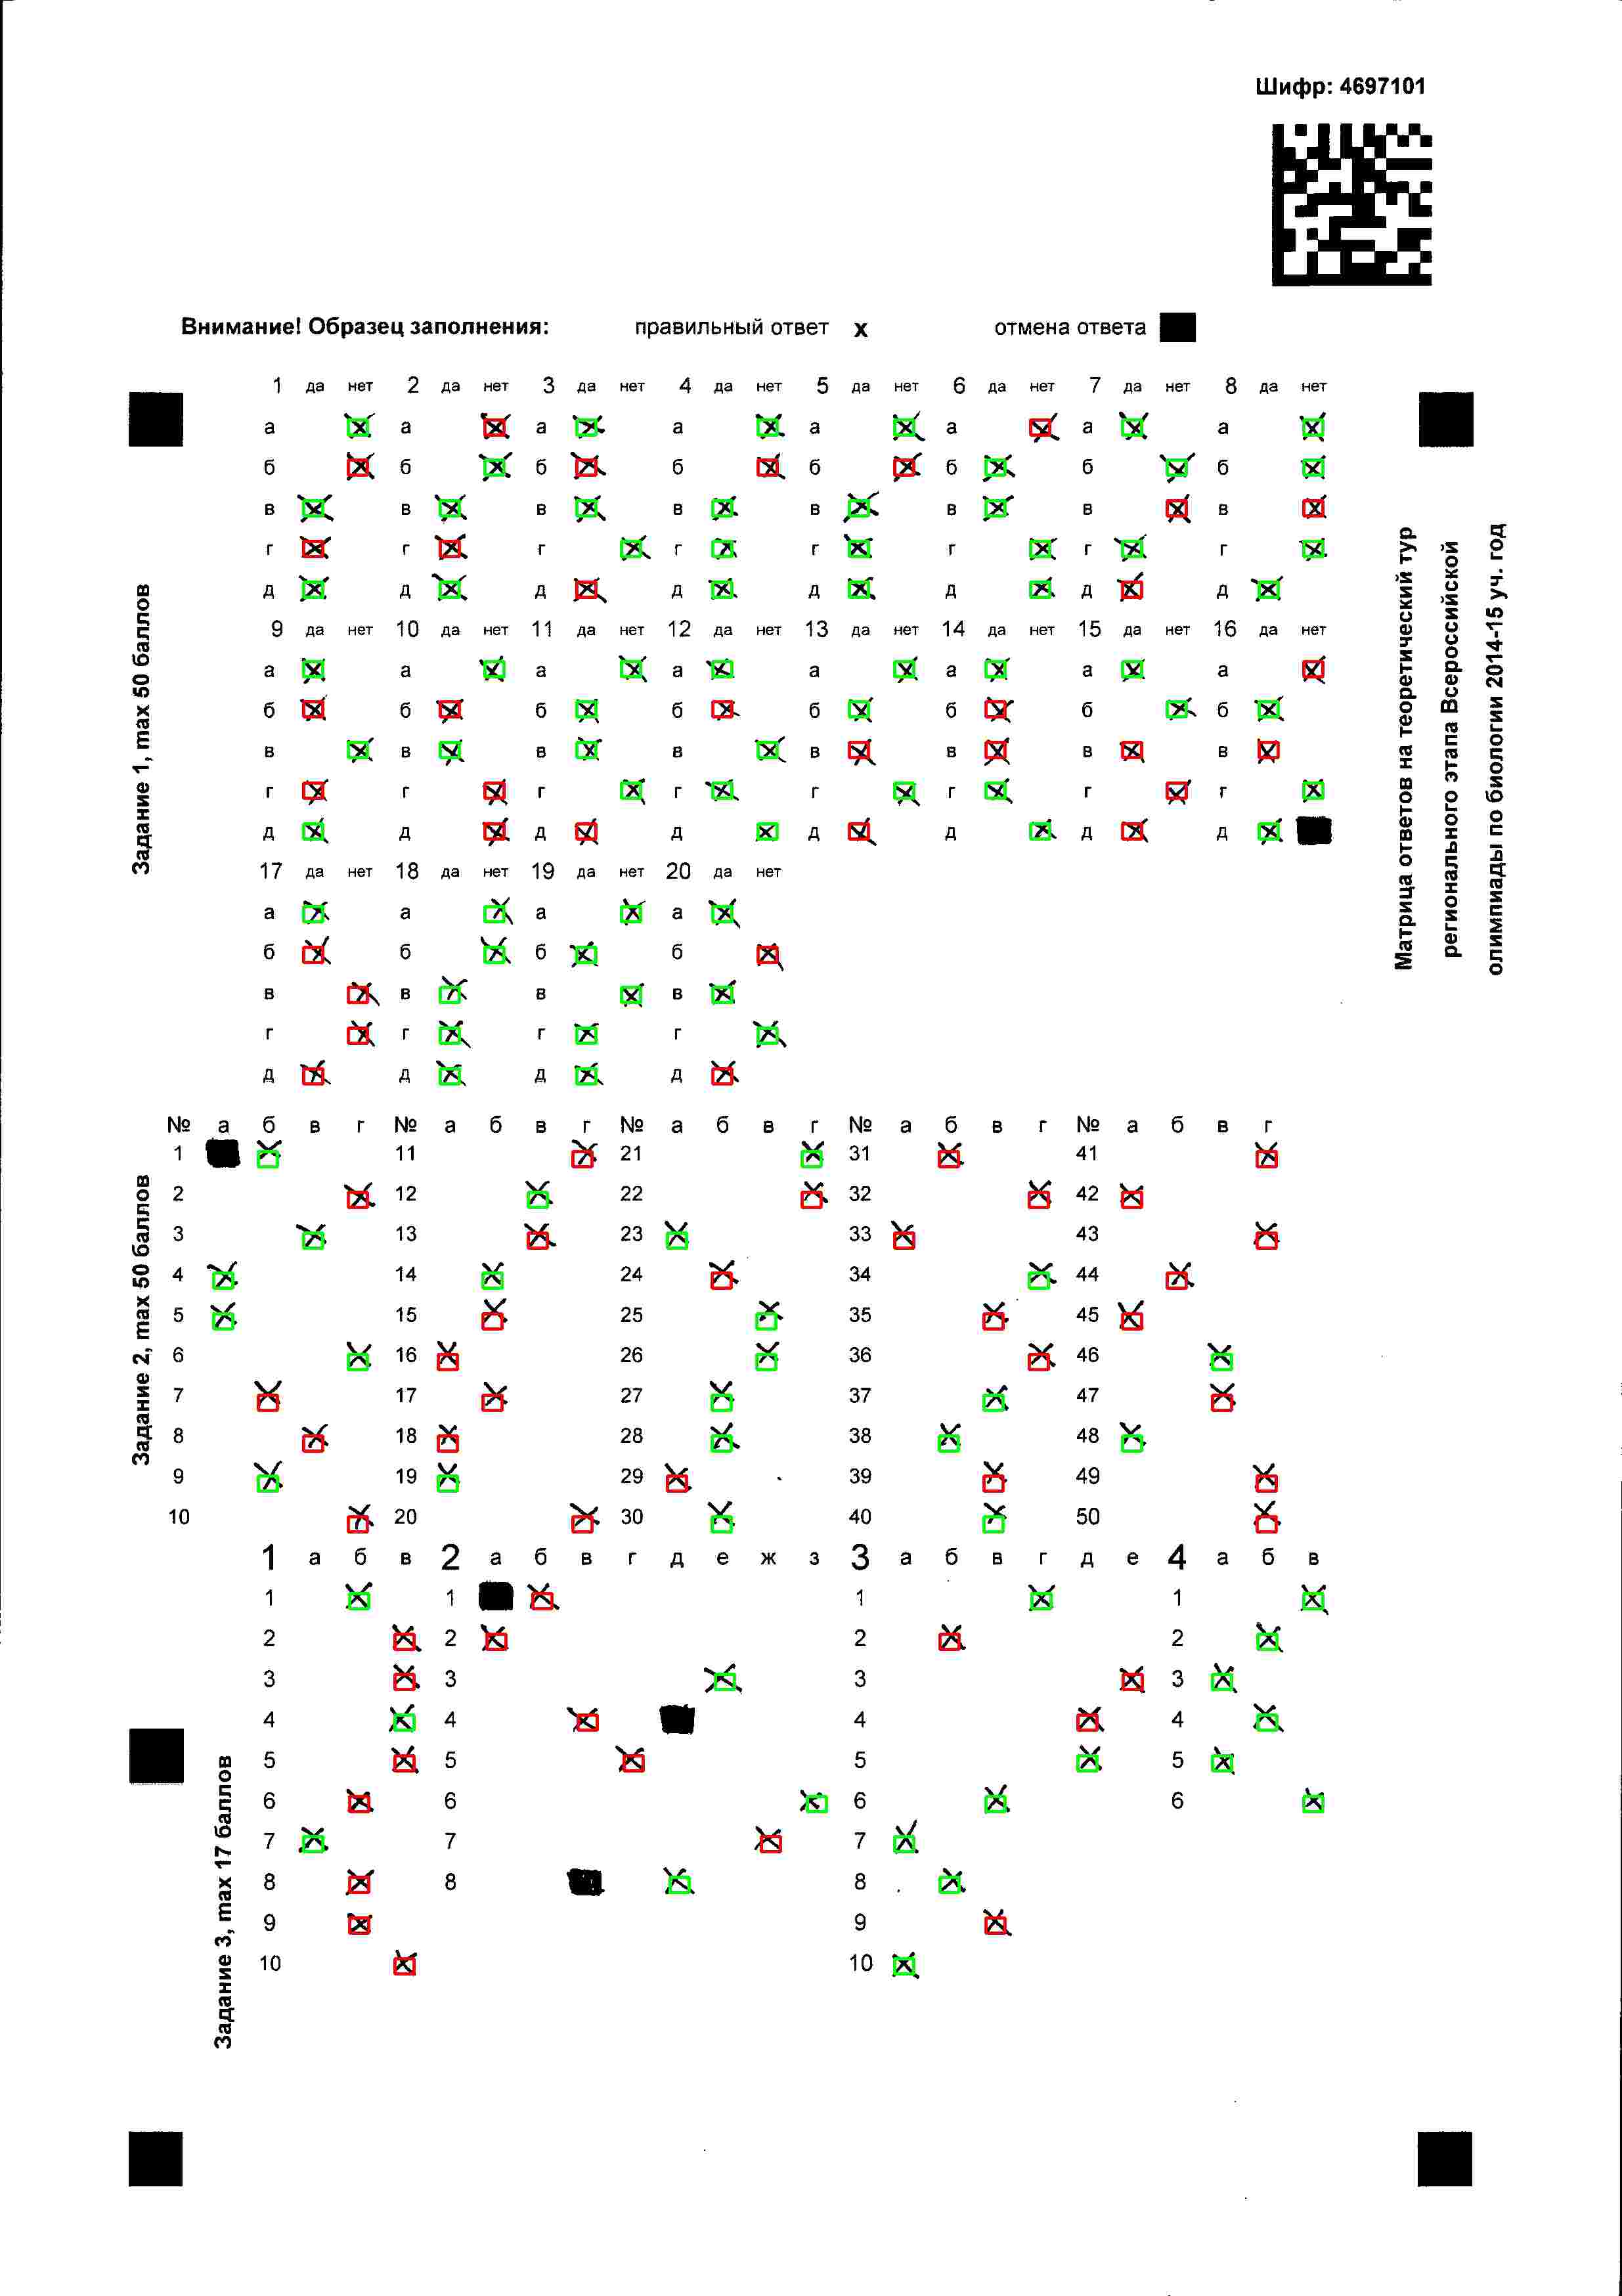 Шифр: 4697101
Внимание! Образец заполнения: правильный ответ x отмена ответа
1 да нет 2 да нет 3 да нет 4 да нет 5 да нет 6 да нет 7 да нет 8 да нет
а а а а а а а а
б б б б б б б б
в в в в в в в в
г г г г г г г г
д д д д д д д д
9 да нет 10 да нет 11 да нет 12 да нет 13 да нет 14 да нет 15 да нет 16 да нет
а а а а а а а а
б б б б б б б б
в в в в в в в в
г г г г г г г г
д д д д д д д д
17 да нет 18 да нет 19 да нет 20 да нет
а а а а
б б б б
в в в в
г г г г
д д д д
Задание 1, max 50 баллов
Матрица ответов на теоретический тур
регионального этапа Всероссийской
олимпиады по биологии 2014-15 уч. год
№ а б в г № а б в г № а б в г № а б в г № а б в г
1 11 21 31 41
2 12 22 32 42
3 13 23 33 43
4 14 24 34 44
5 15 25 35 45
6 16 26 36 46
7 17 27 37 47
8 18 28 38 48
9 19 29 39 49
10 20 30 40 50
Задание 2, max 50 баллов
1 а б в 2 а б в г д е ж з 3 а б в г д е 4 а б в
1 1 1 1
2 2 2 2
3 3 3 3
4 4 4 4
5 5 5 5
6 6 6 6
7 7 7
8 8 8
9 9
10 10
Задание 3, max 17 баллов